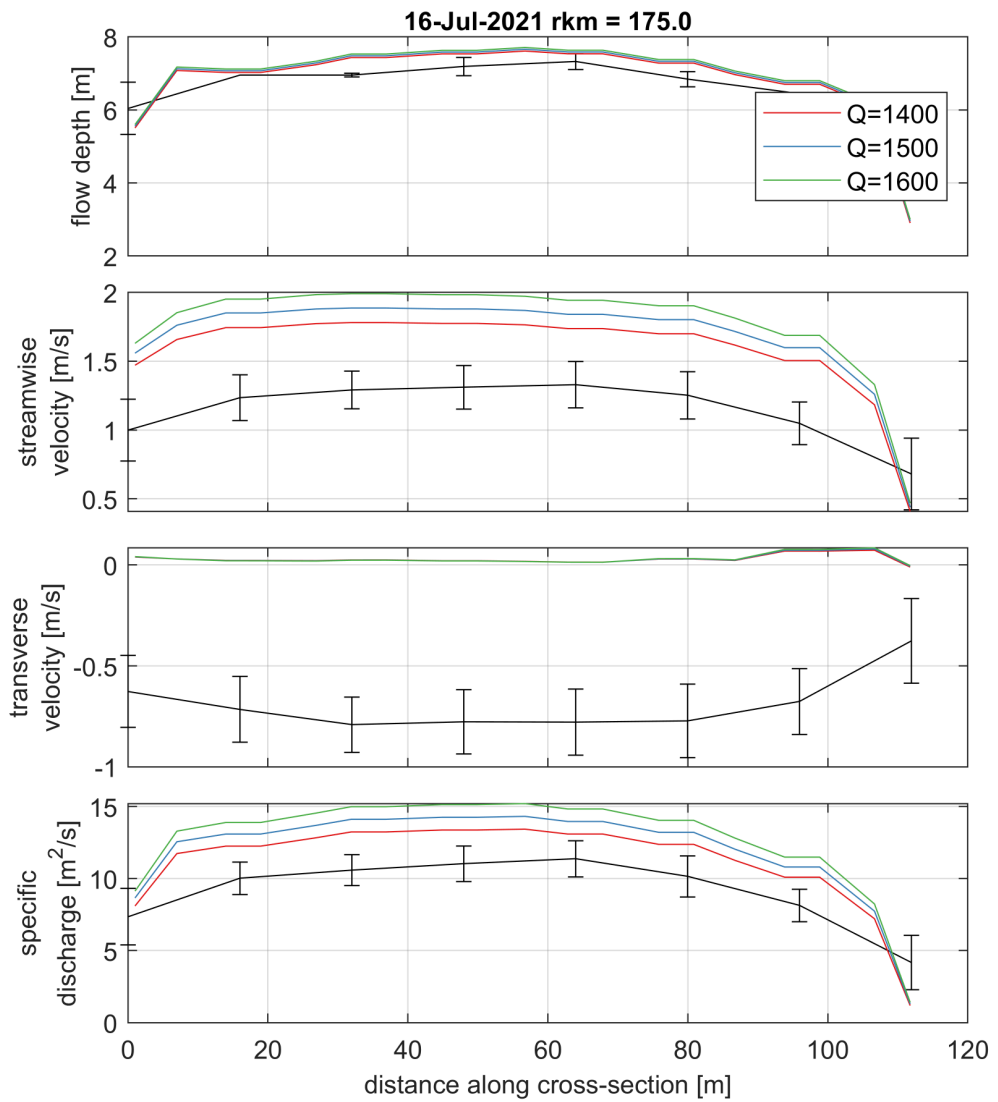 16-Jul-2021 rkm = 175.0
8
6
4
2
flow depth [m]
Q=1400
Q=1500
Q=1600
2
1.5
1
0.5
streamwise
velocity [m/s]
0
-0.5
-1
transverse
velocity [m/s]
15
10
5
0
specific
discharge [m²/s]
0 20 40 60 80 100 120
distance along cross-section [m]